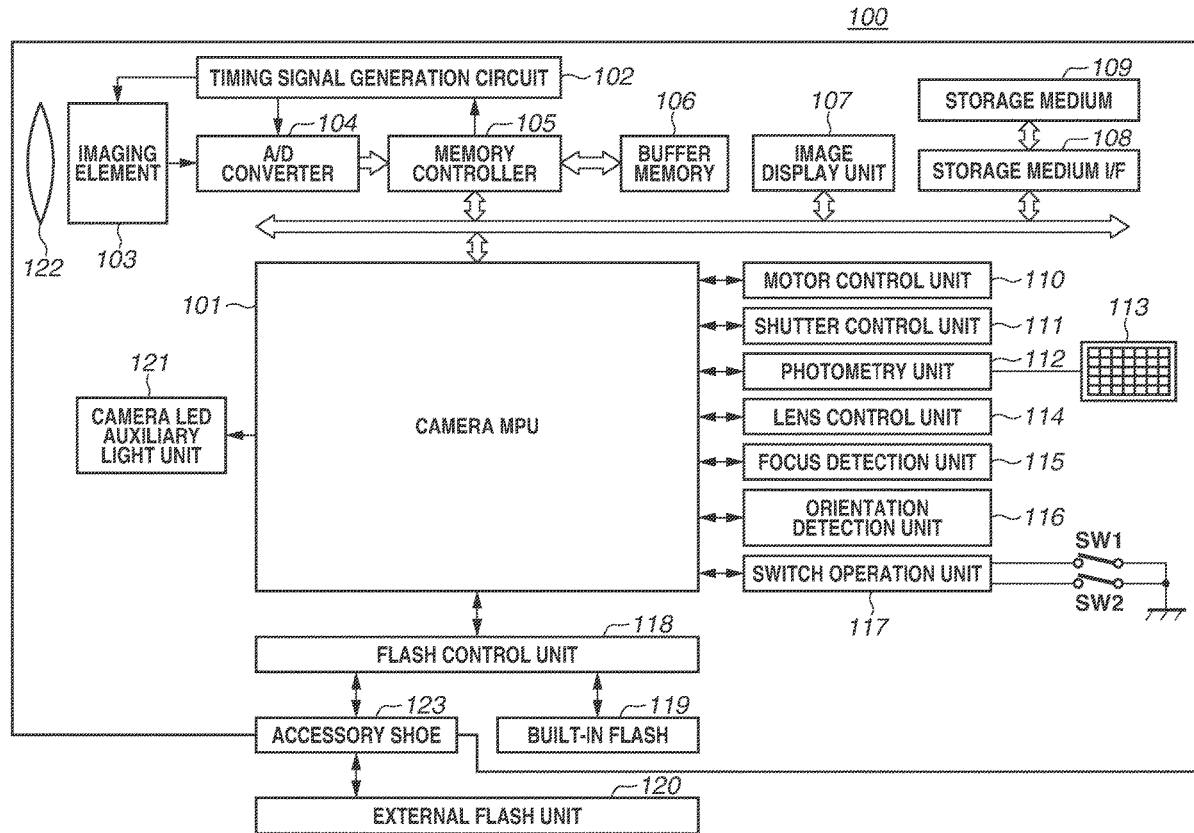 100
TIMING SIGNAL GENERATION CIRCUIT
102
109
STORAGE MEDIUM
104
105
106
107
108
IMAGING
ELEMENT
A/D
CONVERTER
MEMORY
CONTROLLER
BUFFER
MEMORY
IMAGE
DISPLAY UNIT
STORAGE MEDIUM I/F
122
103
101
CAMERA MPU
MOTOR CONTROL UNIT
110
SHUTTER CONTROL UNIT
111
113
PHOTOMETRY UNIT
112
121
CAMERA LED
AUXILIARY
LIGHT UNIT
LENS CONTROL UNIT
114
FOCUS DETECTION UNIT
115
ORIENTATION
DETECTION UNIT
116
SW1
SWITCH OPERATION UNIT
SW2
117
118
FLASH CONTROL UNIT
123
119
ACCESSORY SHOE
BUILT-IN FLASH
120
EXTERNAL FLASH UNIT